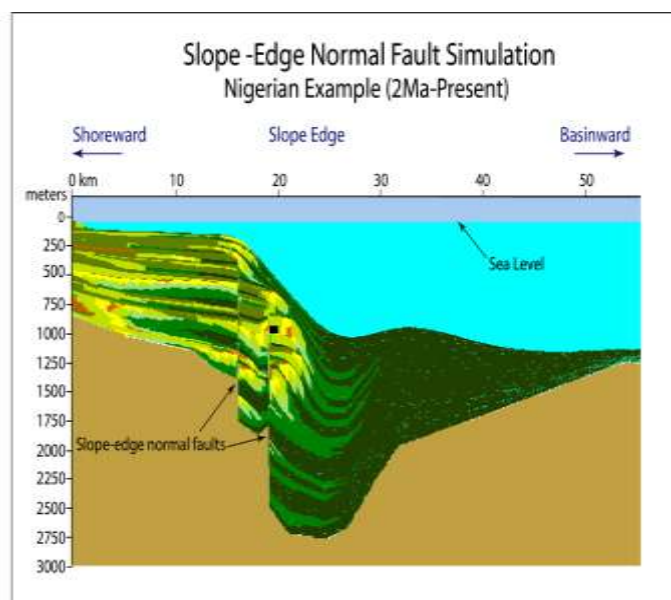 Slope -Edge Normal Fault Simulation
Nigerian Example (2Ma-Present)
Shoreward Slope Edge Basinward
0 km 10 20 30 40 50
meters
0
250
Sea Level
500
750
1000
1250
1500
1750
Slope-edge normal faults
2000
2250
2500
2750
3000